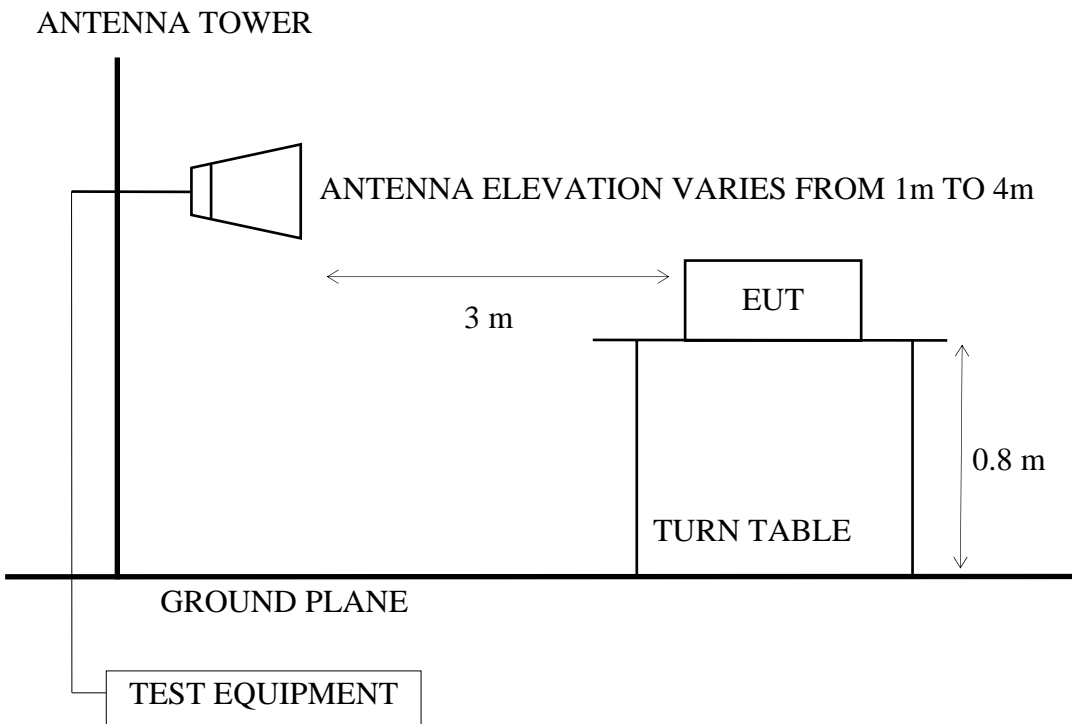 ANTENNA TOWER
ANTENNA ELEVATION VARIES FROM 1m TO 4m
EUT
3 m
0.8 m
TURN TABLE
GROUND PLANE
TEST EQUIPMENT